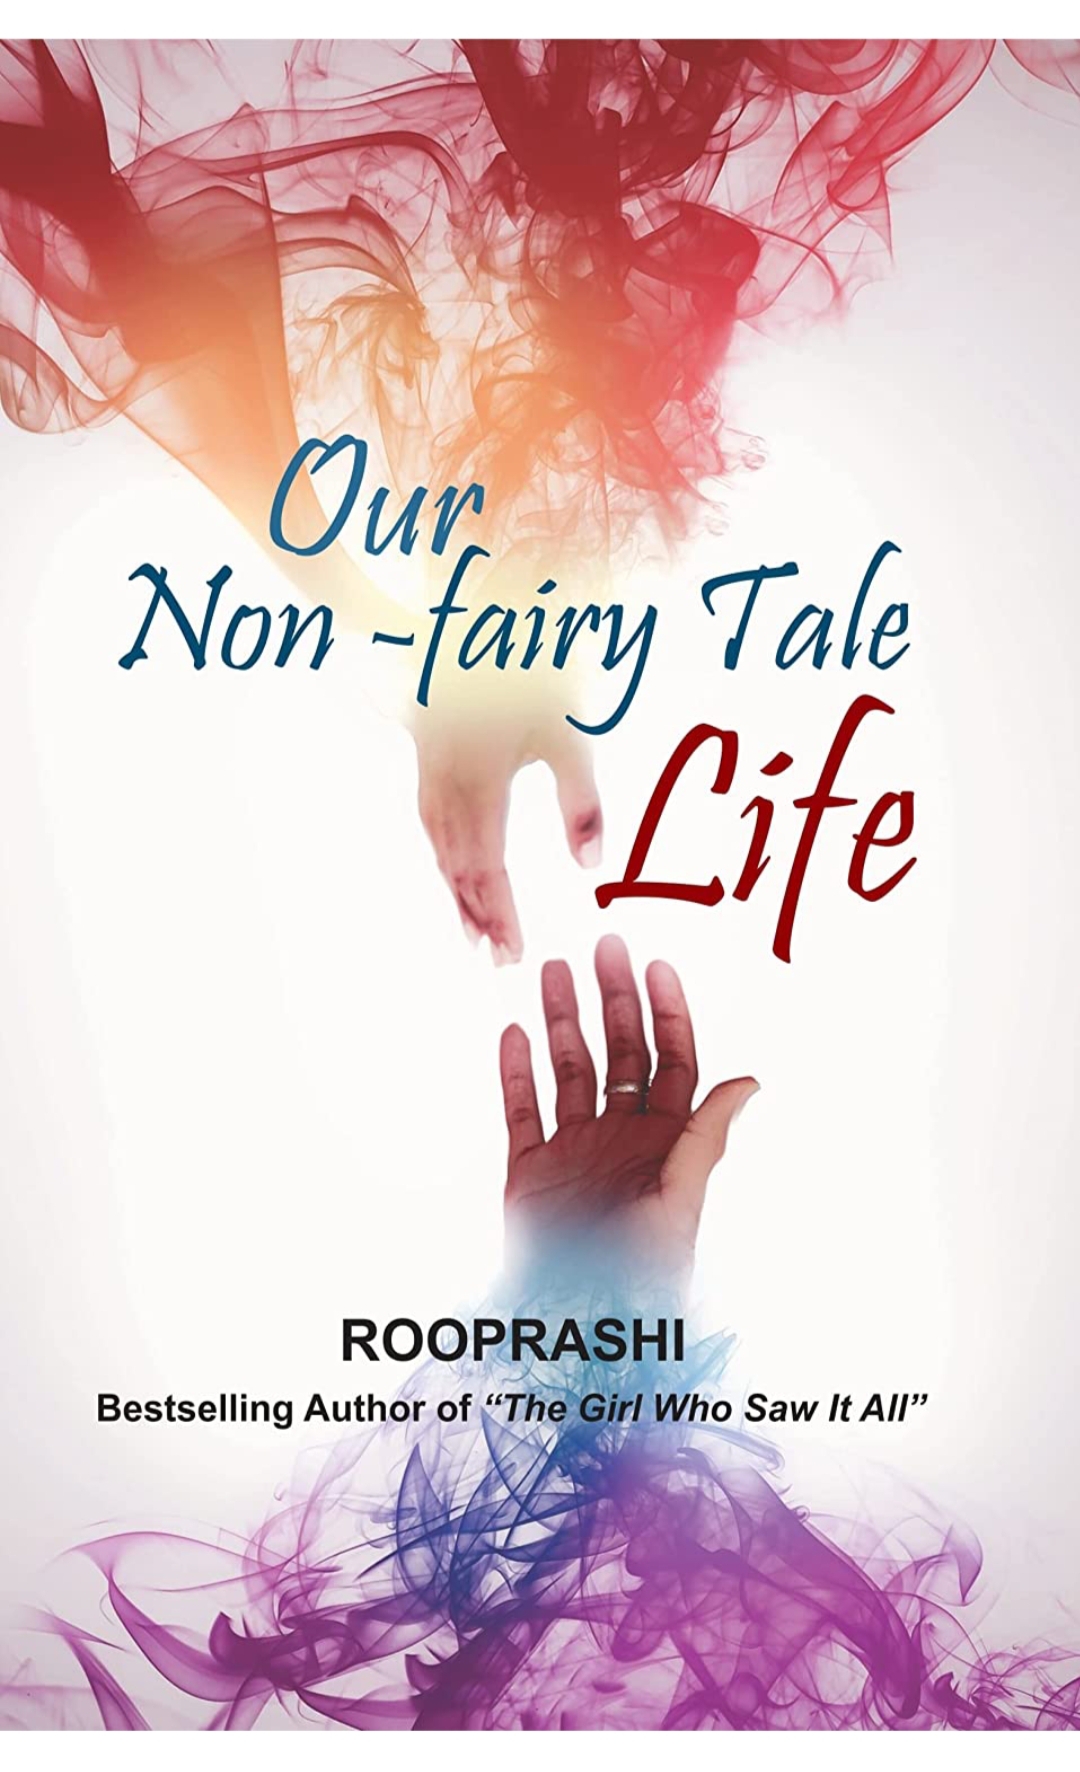 Our
Non-fairy Tale
Life
ROOPRASHI
Bestselling Author of “The Girl Who Saw It All”